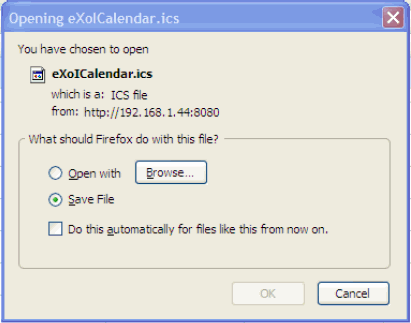 Opening eXoICalendar.ics
You have chosen to open
eXoICalendar.ics
which is a: ICS file
from: http://192.168.1.44:8080
What should Firefox do with this file?
Open with
Browse...
Save File
Do this automatically for files like this from now on.
OK
Cancel